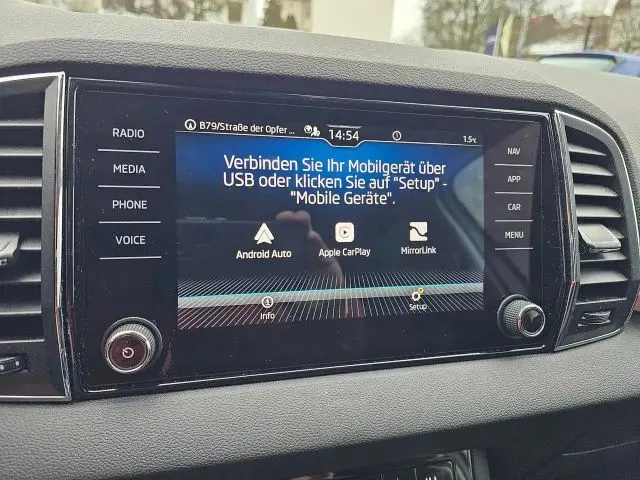 B79/Straße der Opfer ...
14:54
1.5°C
RADIO
MEDIA
PHONE
VOICE
Verbinden Sie Ihr Mobilgerät über
USB oder klicken Sie auf "Setup" -
"Mobile Geräte".
Android Auto
Apple CarPlay
MirrorLink
Info
Setup
NAV
APP
CAR
MENU